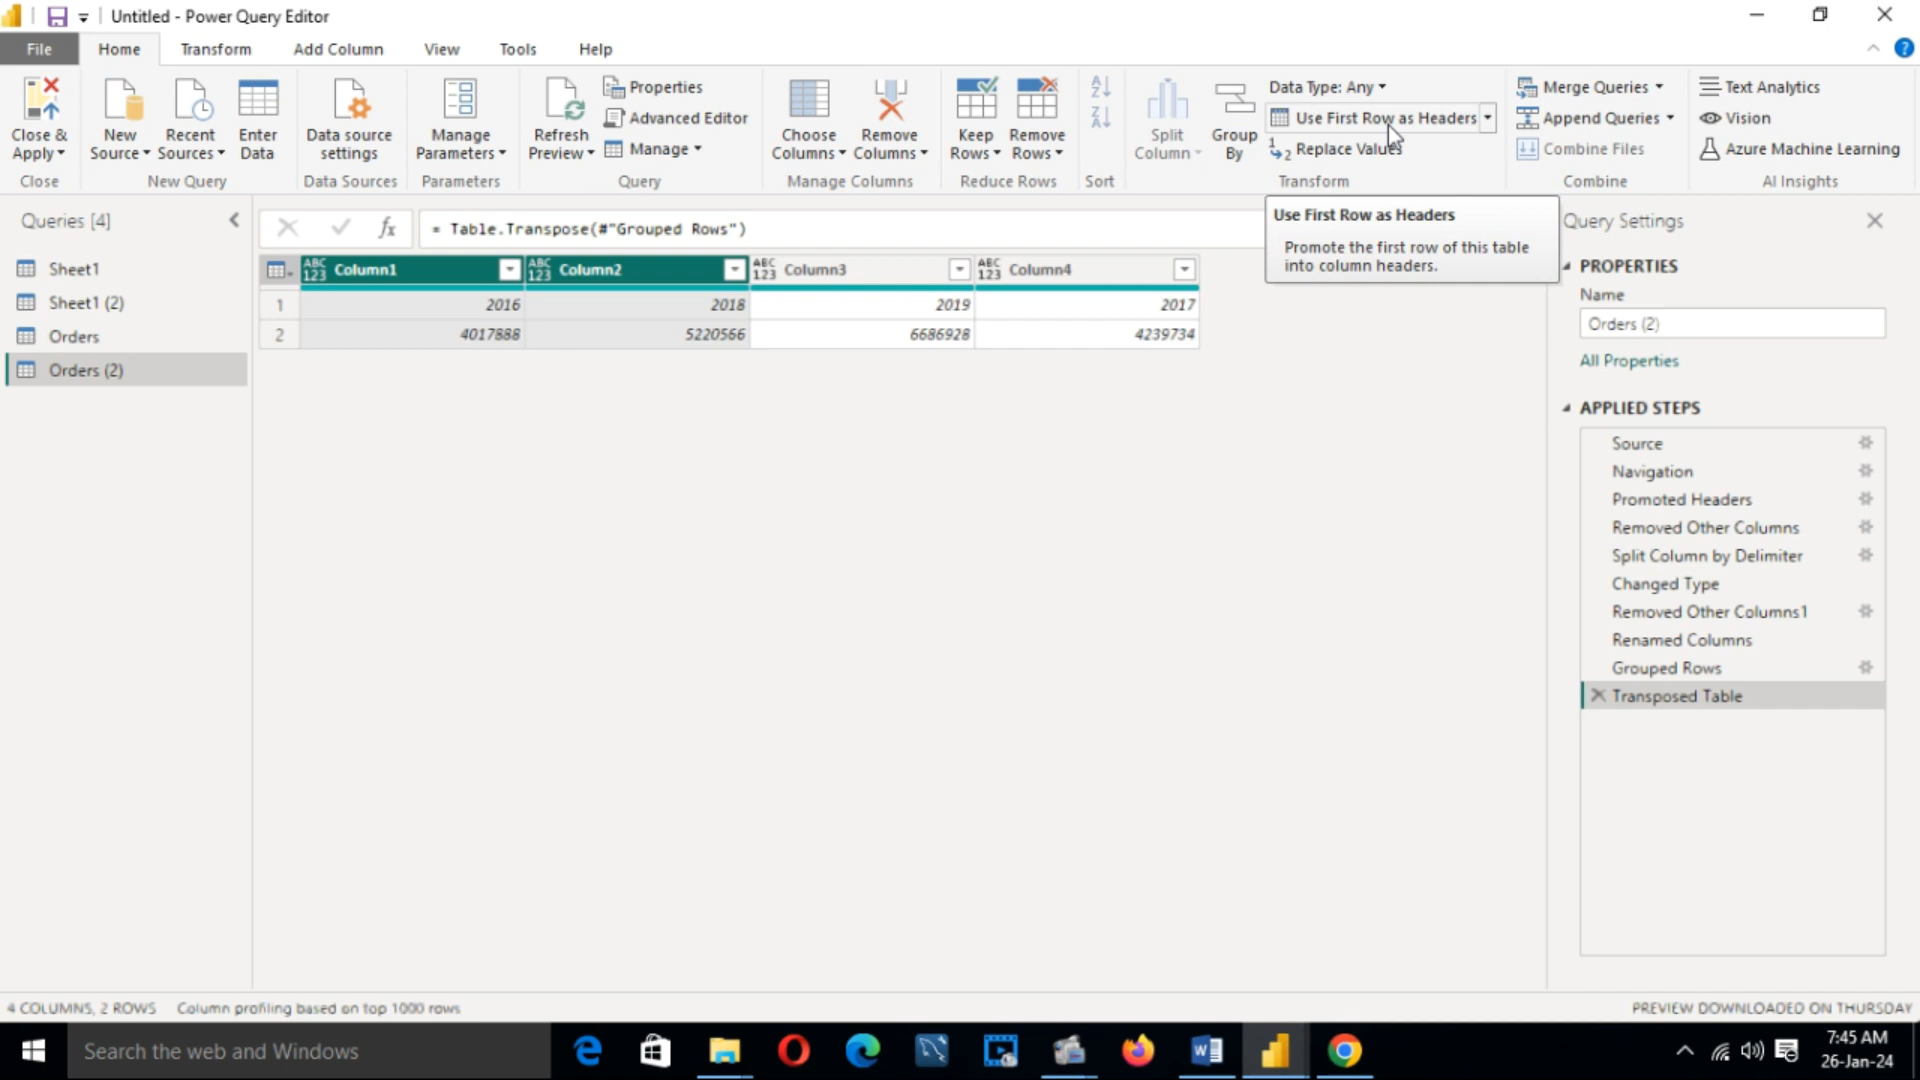 Untitled - Power Query Editor
File Home Transform Add Column View Tools Help
Close & Apply
New Source
Recent Sources
Enter Data
Data source settings
Manage Parameters
Refresh Preview
Properties
Advanced Editor
Manage
Choose Columns
Remove Columns
Keep Rows
Remove Rows
Split Column
Group By
Data Type: Any
Use First Row as Headers
Replace Values
Merge Queries
Append Queries
Combine Files
Text Analytics
Vision
Azure Machine Learning
Close
New Query
Data Sources
Parameters
Query
Manage Columns
Reduce Rows
Sort
Transform
Combine
AI Insights
Use First Row as Headers
Promote the first row of this table
into column headers.
Queries [4]
Sheet1
Sheet1 (2)
Orders
Orders (2)
fx
= Table.Transpose(#"Grouped Rows")
ABC 123 Column1 ABC 123 Column2 ABC 123 Column3 ABC 123 Column4
1 2016 2018 2019 2017
2 4017888 5220566 6686928 4239734
Query Settings
PROPERTIES
Name
Orders (2)
All Properties
APPLIED STEPS
Source
Navigation
Promoted Headers
Removed Other Columns
Split Column by Delimiter
Changed Type
Removed Other Columns1
Renamed Columns
Grouped Rows
Transposed Table
4 COLUMNS, 2 ROWS Column profiling based on top 1000 rows
PREVIEW DOWNLOADED ON THURSDAY
Search the web and Windows
7:45 AM
26-Jan-24